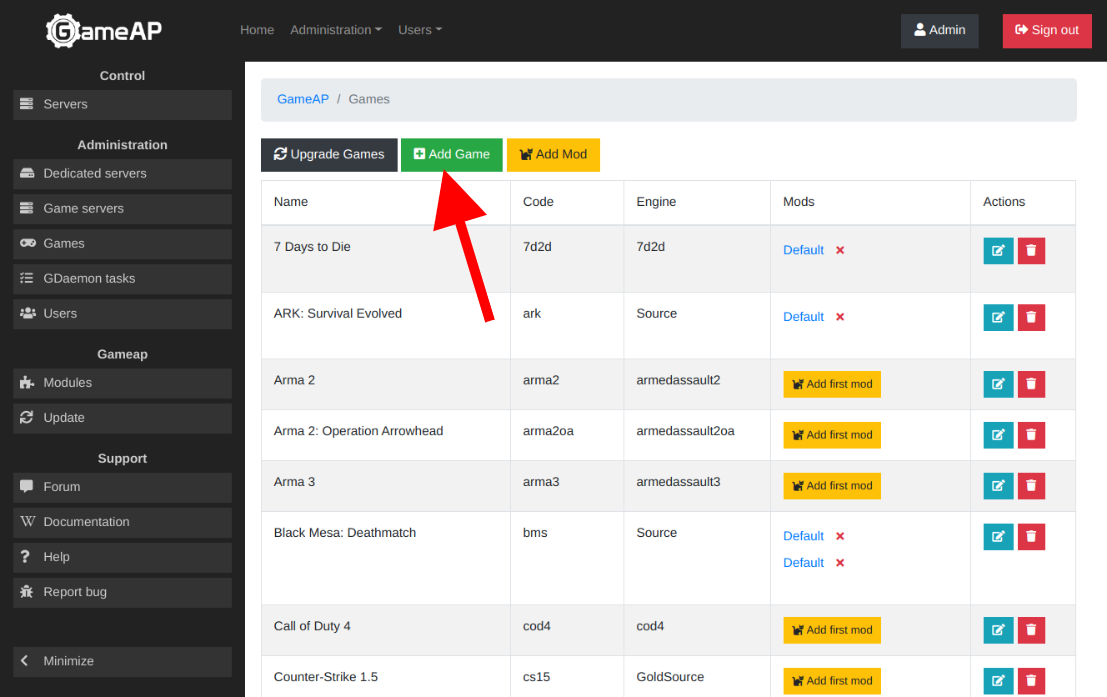 GameAP
Home Administration Users
Admin
Sign out
Control
Servers
Administration
Dedicated servers
Game servers
Games
GDaemon tasks
Users
Gameap
Modules
Update
Support
Forum
Documentation
Help
Report bug
Minimize
GameAP / Games
Upgrade Games Add Game Add Mod
Name Code Engine Mods Actions
7 Days to Die 7d2d 7d2d Default
ARK: Survival Evolved ark Source Default
Arma 2 arma2 armedassault2 Add first mod
Arma 2: Operation Arrowhead arma2oa armedassault2oa Add first mod
Arma 3 arma3 armedassault3 Add first mod
Black Mesa: Deathmatch bms Source Default
Default
Call of Duty 4 cod4 cod4 Add first mod
Counter-Strike 1.5 cs15 GoldSource Add first mod